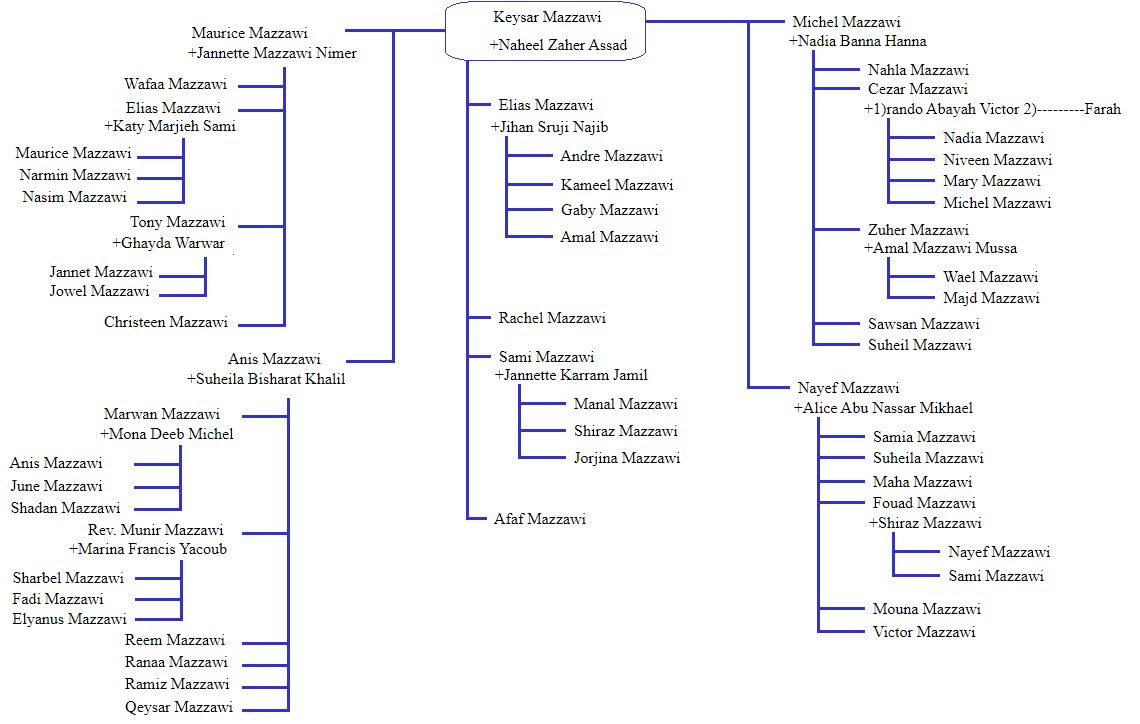 Keysar Mazzawi
+Naheel Zaher Assad
Maurice Mazzawi
+Jannette Mazzawi Nimer
Wafaa Mazzawi
Elias Mazzawi
+Katy Marjieh Sami
Maurice Mazzawi
Narmin Mazzawi
Nasim Mazzawi
Tony Mazzawi
+Ghayda Warwar
Jannet Mazzawi
Jowel Mazzawi
Christeen Mazzawi
Anis Mazzawi
+Suheila Bisharat Khalil
Marwan Mazzawi
+Mona Deeb Michel
Anis Mazzawi
June Mazzawi
Shadan Mazzawi
Rev. Munir Mazzawi
+Marina Francis Yacoub
Sharbel Mazzawi
Fadi Mazzawi
Elyanus Mazzawi
Reem Mazzawi
Ranaa Mazzawi
Ramiz Mazzawi
Qeysar Mazzawi
Elias Mazzawi
+Jihan Sruji Najib
Andre Mazzawi
Kameel Mazzawi
Gaby Mazzawi
Amal Mazzawi
Rachel Mazzawi
Sami Mazzawi
+Jannette Karram Jamil
Manal Mazzawi
Shiraz Mazzawi
Jorjina Mazzawi
Afaf Mazzawi
Michel Mazzawi
+Nadia Banna Hanna
Nahla Mazzawi
Cezar Mazzawi
+1)rando Abayah Victor 2)---------Farah
Nadia Mazzawi
Niveen Mazzawi
Mary Mazzawi
Michel Mazzawi
Zuher Mazzawi
+Amal Mazzawi Mussa
Wael Mazzawi
Majd Mazzawi
Sawsan Mazzawi
Suheil Mazzawi
Nayef Mazzawi
+Alice Abu Nassar Mikhael
Samia Mazzawi
Suheila Mazzawi
Maha Mazzawi
Fouad Mazzawi
+Shiraz Mazzawi
Nayef Mazzawi
Sami Mazzawi
Mouna Mazzawi
Victor Mazzawi